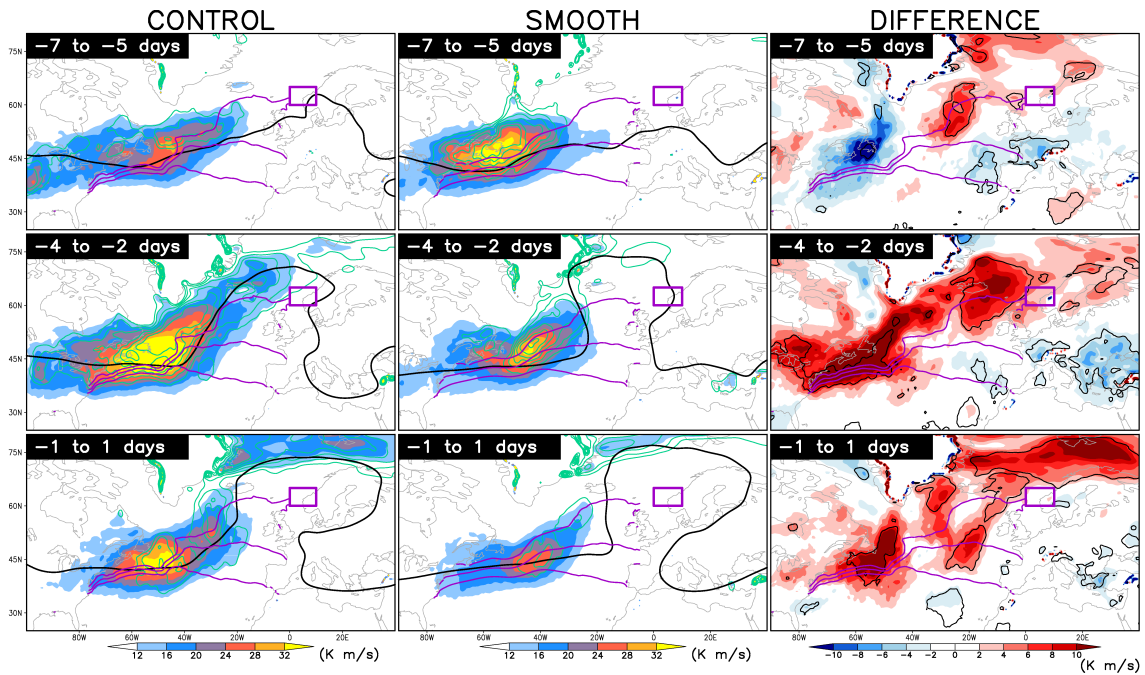 CONTROL SMOOTH DIFFERENCE
−7 to −5 days −7 to −5 days −7 to −5 days
75N
60N
45N
30N
−4 to −2 days −4 to −2 days −4 to −2 days
75N
60N
45N
30N
−1 to 1 days −1 to 1 days −1 to 1 days
75N
60N
45N
30N
80W 60W 40W 20W 0 20E 60W 40W 20W 0 20E 80W 60W 40W 20W 0 20E
12 16 20 24 28 32 (K m/s) 12 16 20 24 28 32 (K m/s) −10 −8 −6 −4 −2 0 2 4 6 8 10
(K m/s)